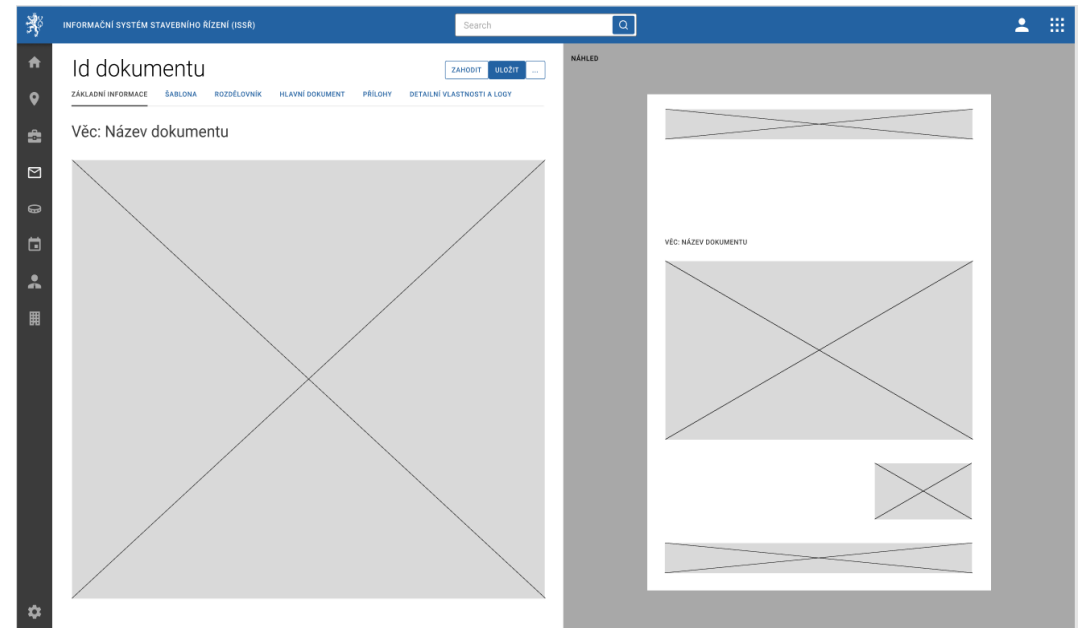 INFORMAČNÍ SYSTÉM STAVEBNÍHO ŘÍZENÍ (ISSŘ)
Search
Id dokumentu
ZAHODIT ULOŽIT ...
ZÁKLADNÍ INFORMACE ŠABLONA ROZDĚLOVNÍK HLAVNÍ DOKUMENT PŘÍLOHY DETAILNÍ VLASTNOSTI A LOGY
Věc: Název dokumentu
NÁHLED
VĚC: NÁZEV DOKUMENTU